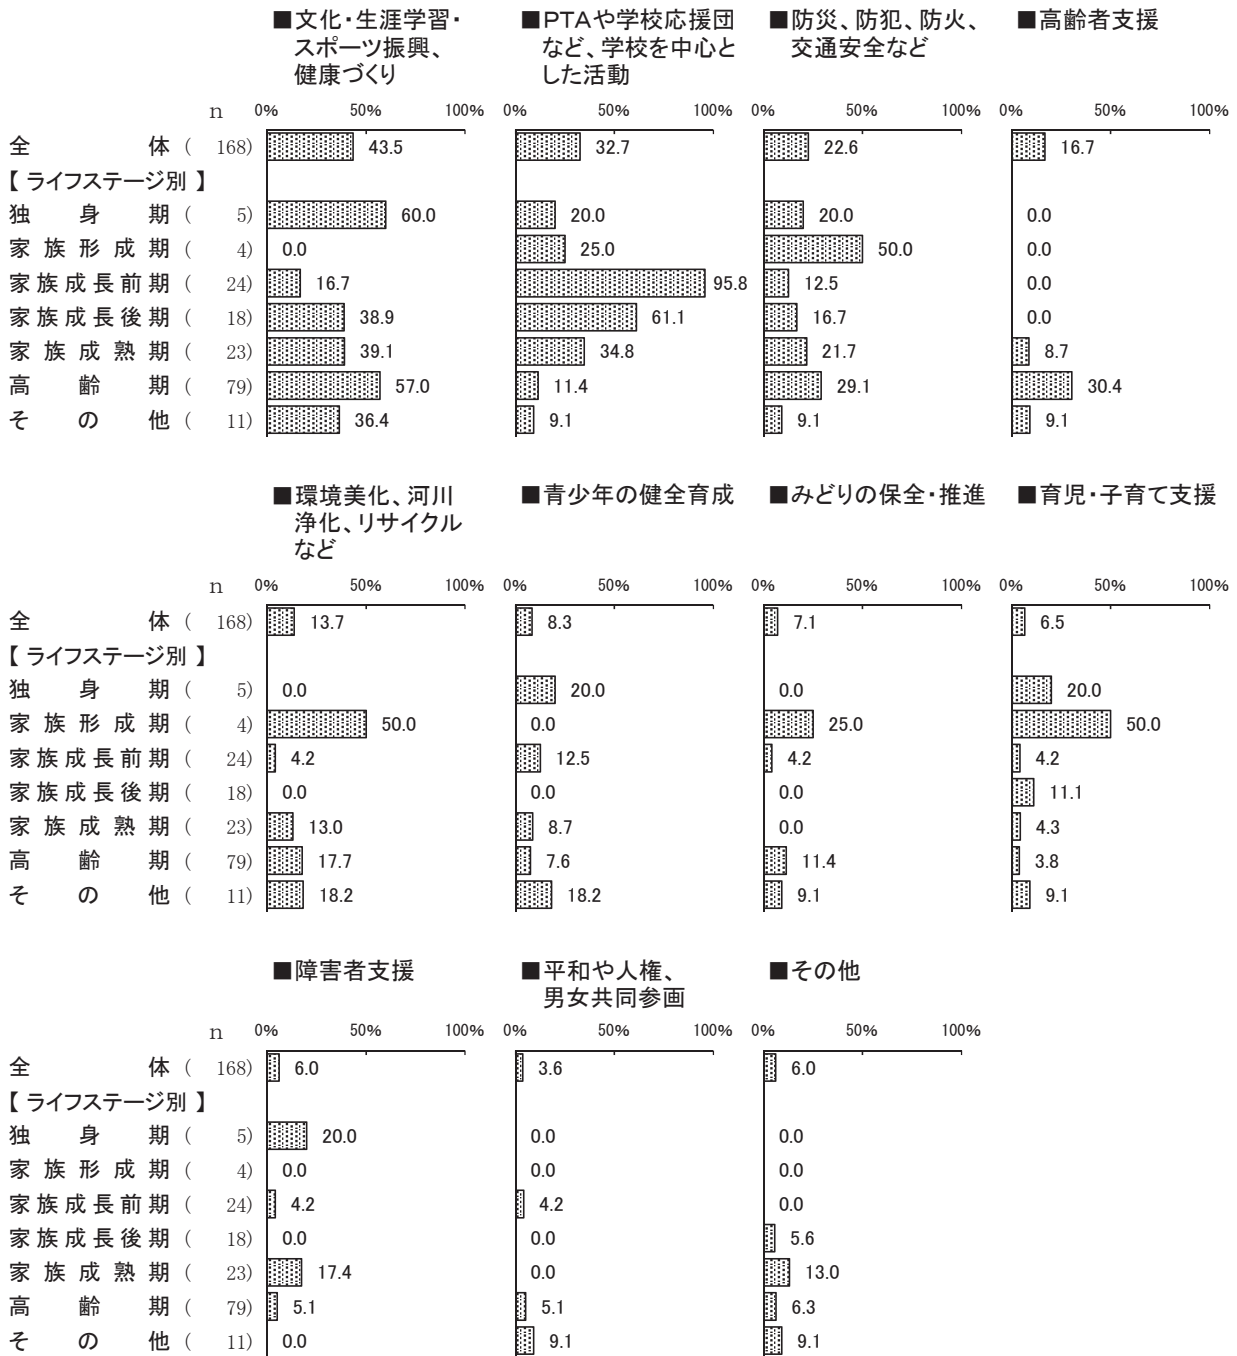 ■文化・生涯学習・ ■PTAや学校応援団 ■防災、防犯、防火、 ■高齢者支援
スポーツ振興、 など、学校を中心と 交通安全など
健康づくり した活動
n 0% 50% 100% 0% 50% 100% 0% 50% 100% 0% 50% 100%
全体 ( 168) 43.5 32.7 22.6 16.7
【 ライフステージ別 】
独身期 ( 5) 60.0 20.0 20.0 0.0
家族形成期 ( 4) 0.0 25.0 50.0 0.0
家族成長前期 ( 24) 16.7 95.8 12.5 0.0
家族成長後期 ( 18) 38.9 61.1 16.7 0.0
家族成熟期 ( 23) 39.1 34.8 21.7 8.7
高齢期 ( 79) 57.0 11.4 29.1 30.4
その他 ( 11) 36.4 9.1 9.1 9.1
■環境美化、河川 ■青少年の健全育成 ■みどりの保全・推進 ■育児・子育て支援
浄化、リサイクル
など
n 0% 50% 100% 0% 50% 100% 0% 50% 100% 0% 50% 100%
全体 ( 168) 13.7 8.3 7.1 6.5
【 ライフステージ別 】
独身期 ( 5) 0.0 20.0 0.0 20.0
家族形成期 ( 4) 50.0 0.0 25.0 50.0
家族成長前期 ( 24) 4.2 12.5 4.2 4.2
家族成長後期 ( 18) 0.0 0.0 0.0 11.1
家族成熟期 ( 23) 13.0 8.7 0.0 4.3
高齢期 ( 79) 17.7 7.6 11.4 3.8
その他 ( 11) 18.2 18.2 9.1 9.1
■障害者支援 ■平和や人権、 ■その他
男女共同参画
n 0% 50% 100% 0% 50% 100% 0% 50% 100%
全体 ( 168) 6.0 3.6 6.0
【 ライフステージ別 】
独身期 ( 5) 20.0 0.0 0.0
家族形成期 ( 4) 0.0 0.0 0.0
家族成長前期 ( 24) 4.2 4.2 0.0
家族成長後期 ( 18) 0.0 0.0 5.6
家族成熟期 ( 23) 17.4 0.0 13.0
高齢期 ( 79) 5.1 5.1 6.3
その他 ( 11) 0.0 9.1 9.1